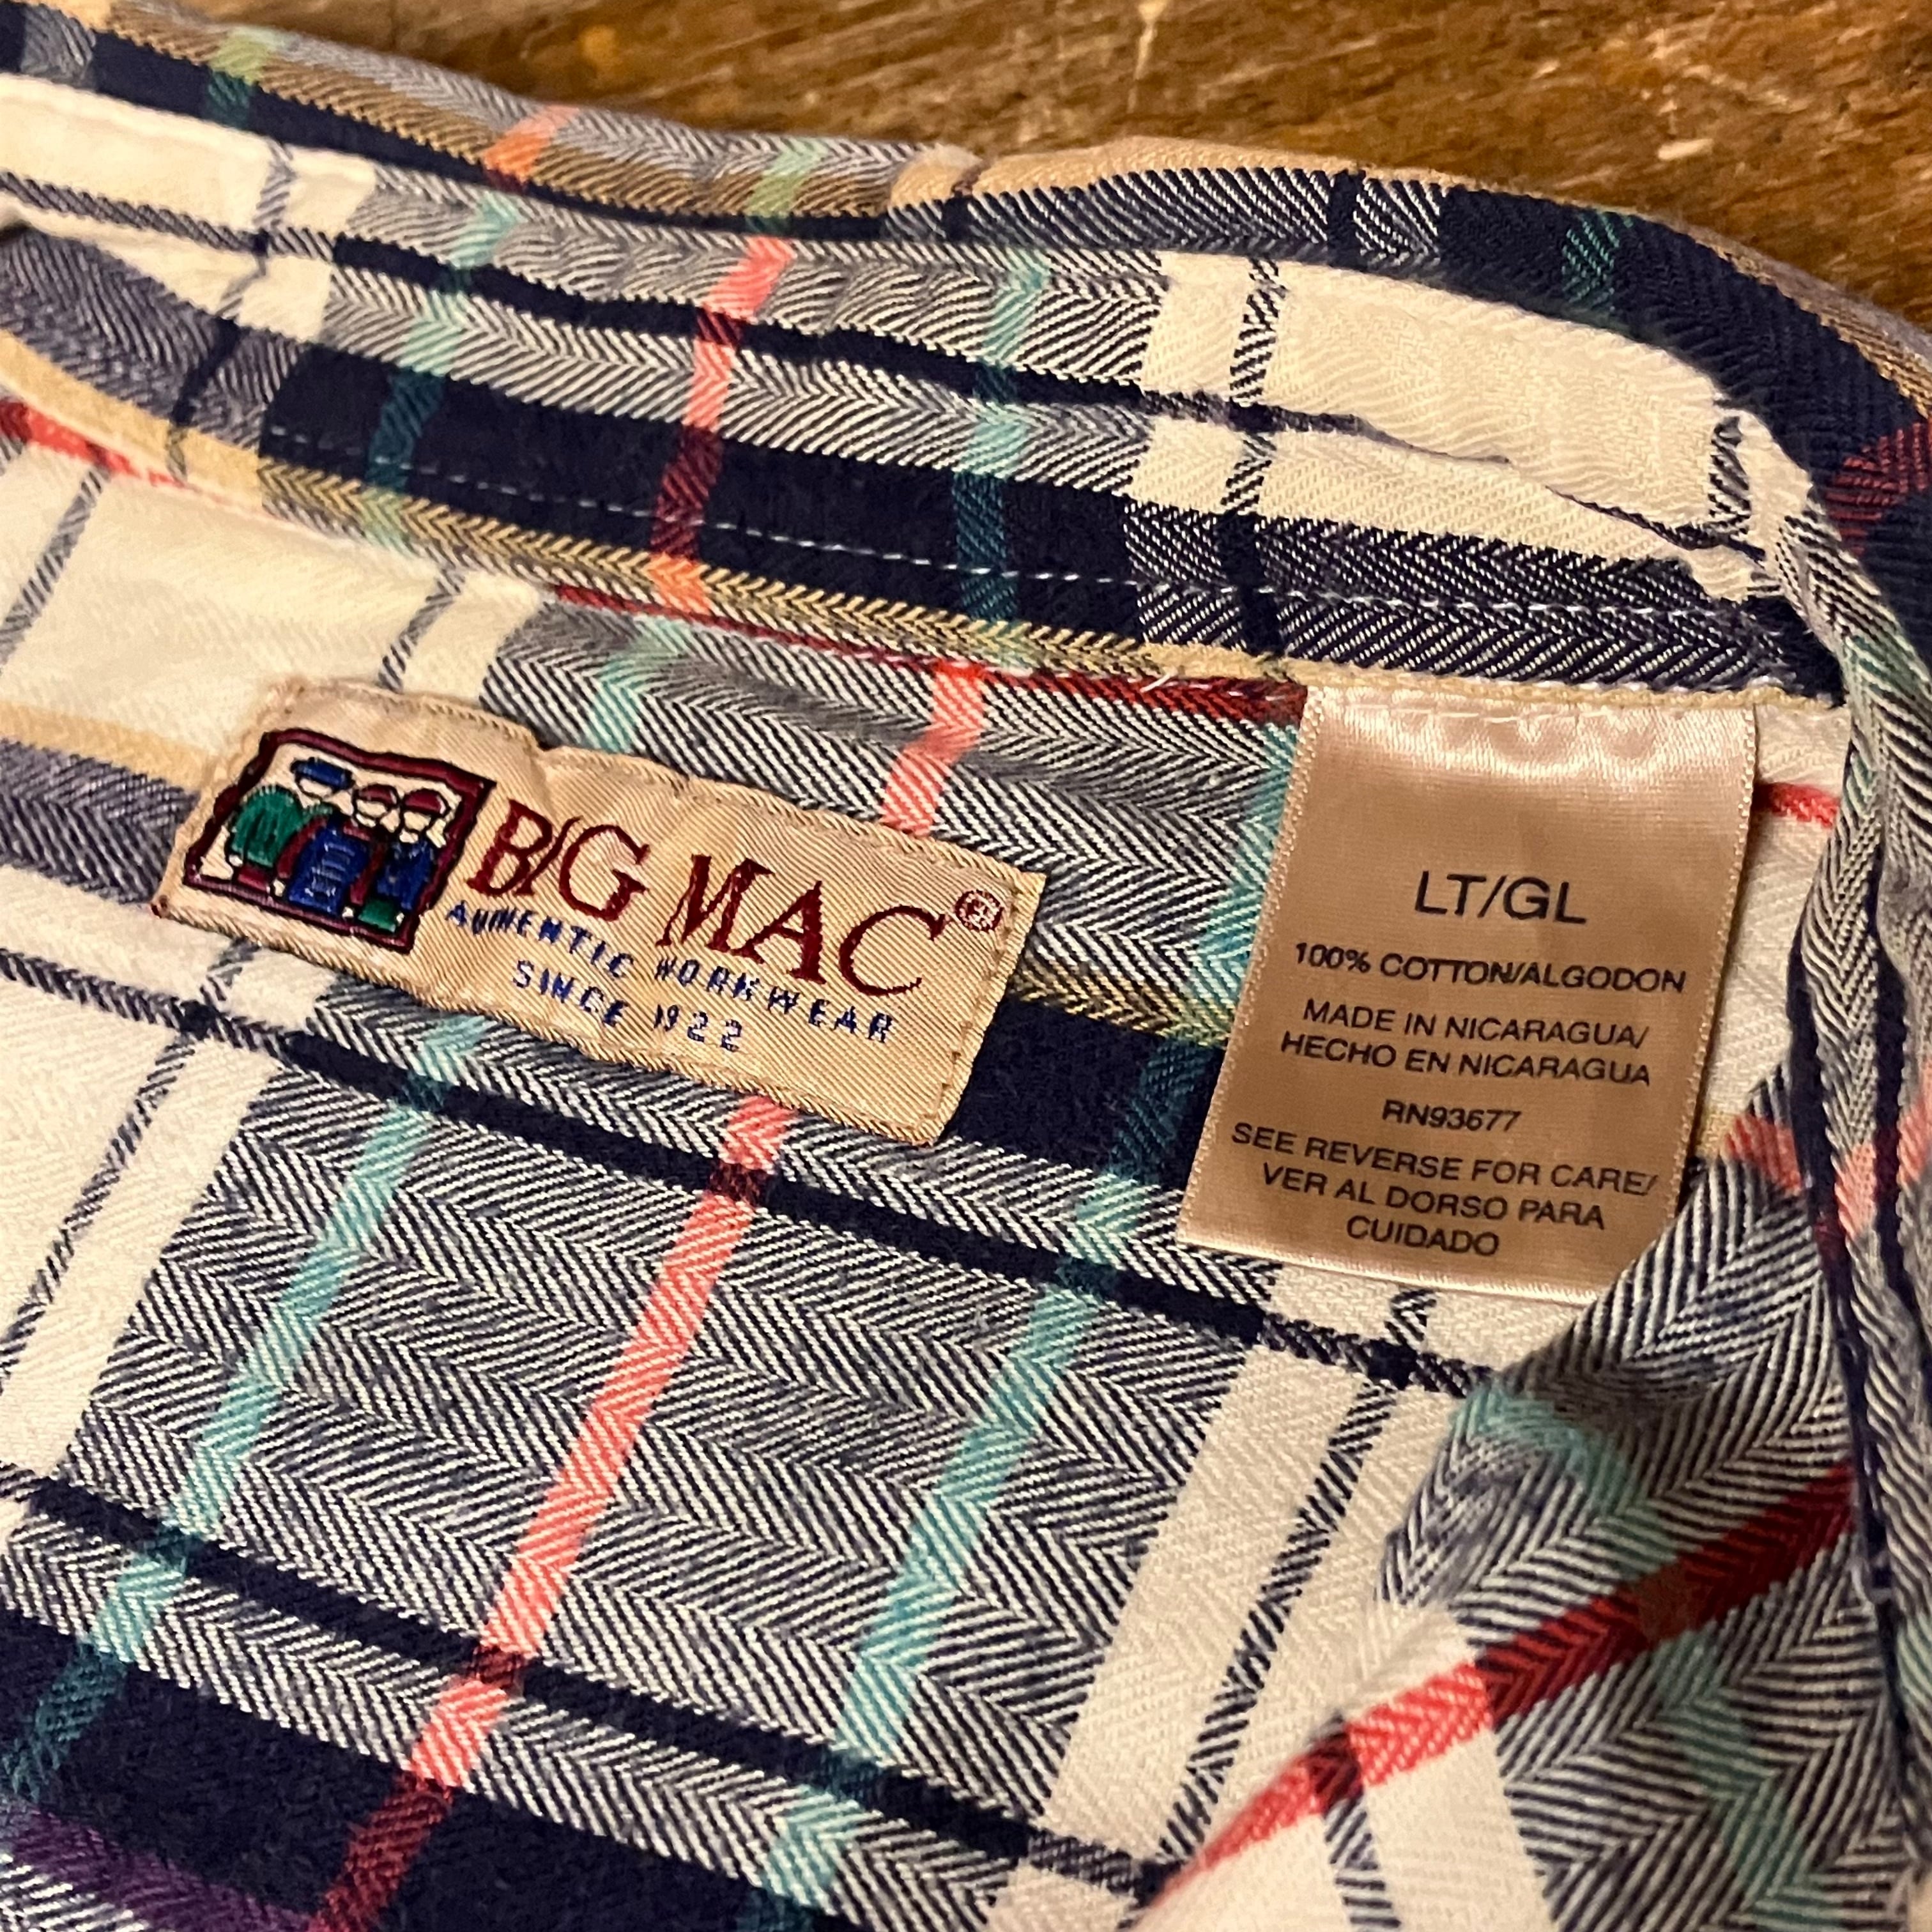 BIG MAC®
AUTHENTIC WORKWEAR
SINCE 1922
LT/GL
100% COTTON/ALGODON
MADE IN NICARAGUA/
HECHO EN NICARAGUA
RN93677
SEE REVERSE FOR CARE/
VER AL DORSO PARA
CUIDADO